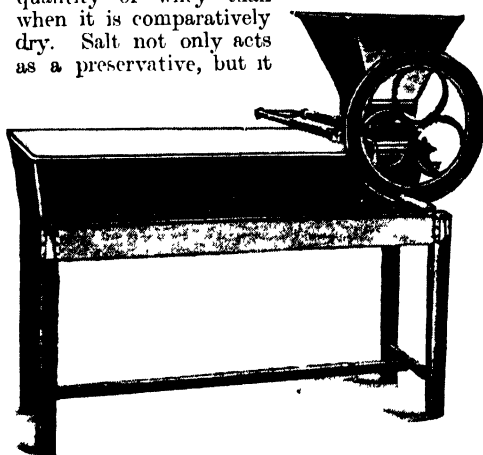 quantity of whey than
when it is comparatively
dry. Salt not only acts
as a preservative, but it